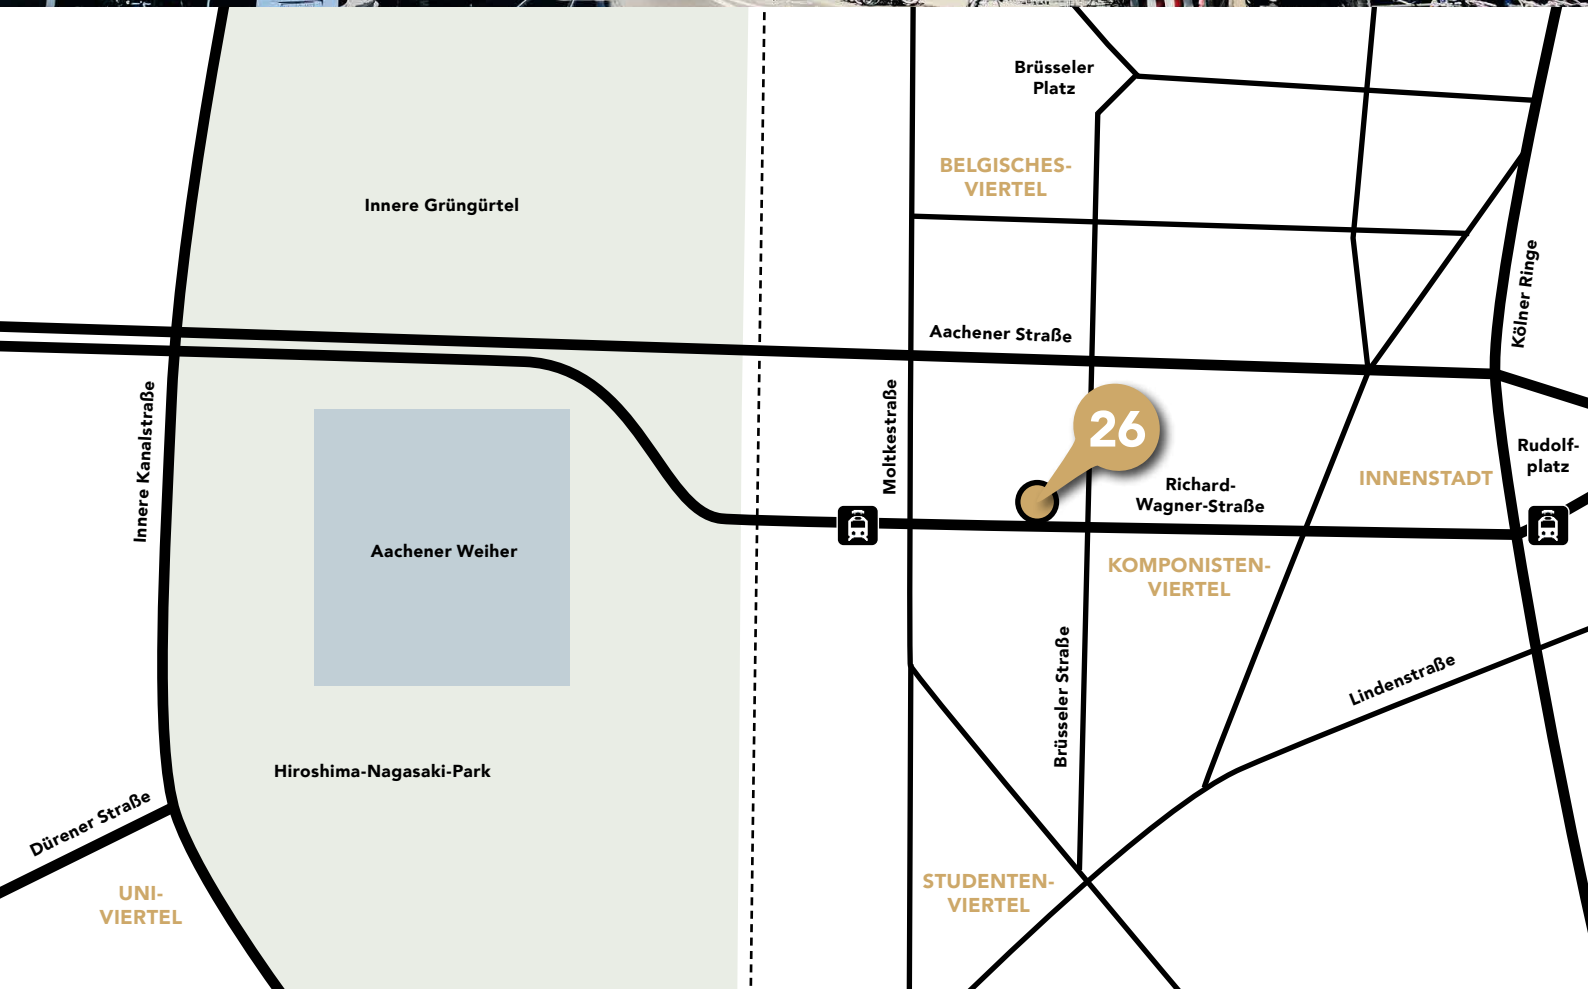 Brüsseler
Platz
BELGISCHES-
VIERTEL
Innere Grüngürtel
Kölner Ringe
Aachener Straße
Innere Kanalstraße
Moltkestraße
26
Rudolf-
platz
INNENSTADT
Richard-
Wagner-Straße
Aachener Weiher
KOMPONISTEN-
VIERTEL
Brüsseler Straße
Lindenstraße
Hiroshima-Nagasaki-Park
Dürener Straße
UNI-
VIERTEL
STUDENTEN-
VIERTEL